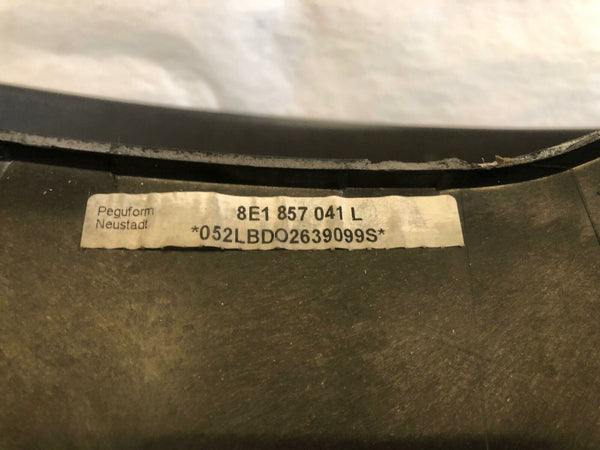 Peguform
Neustadt
8E1 857 041 L
*052LBDO2639099S*